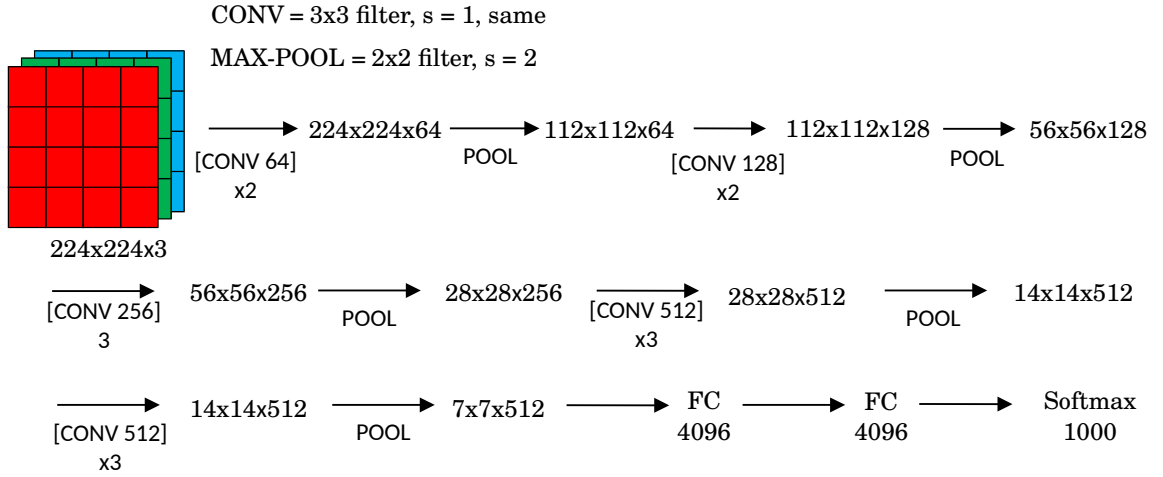 CONV = 3x3 filter, s = 1, same
MAX-POOL = 2x2 filter, s = 2
224x224x64 112x112x64 112x112x128 56x56x128
[CONV 64] POOL [CONV 128] POOL
x2 x2
224x224x3
56x56x256 28x28x256 28x28x512 14x14x512
[CONV 256] POOL [CONV 512] POOL
3 x3
14x14x512 7x7x512 FC FC Softmax
[CONV 512] POOL 4096 4096 1000
x3